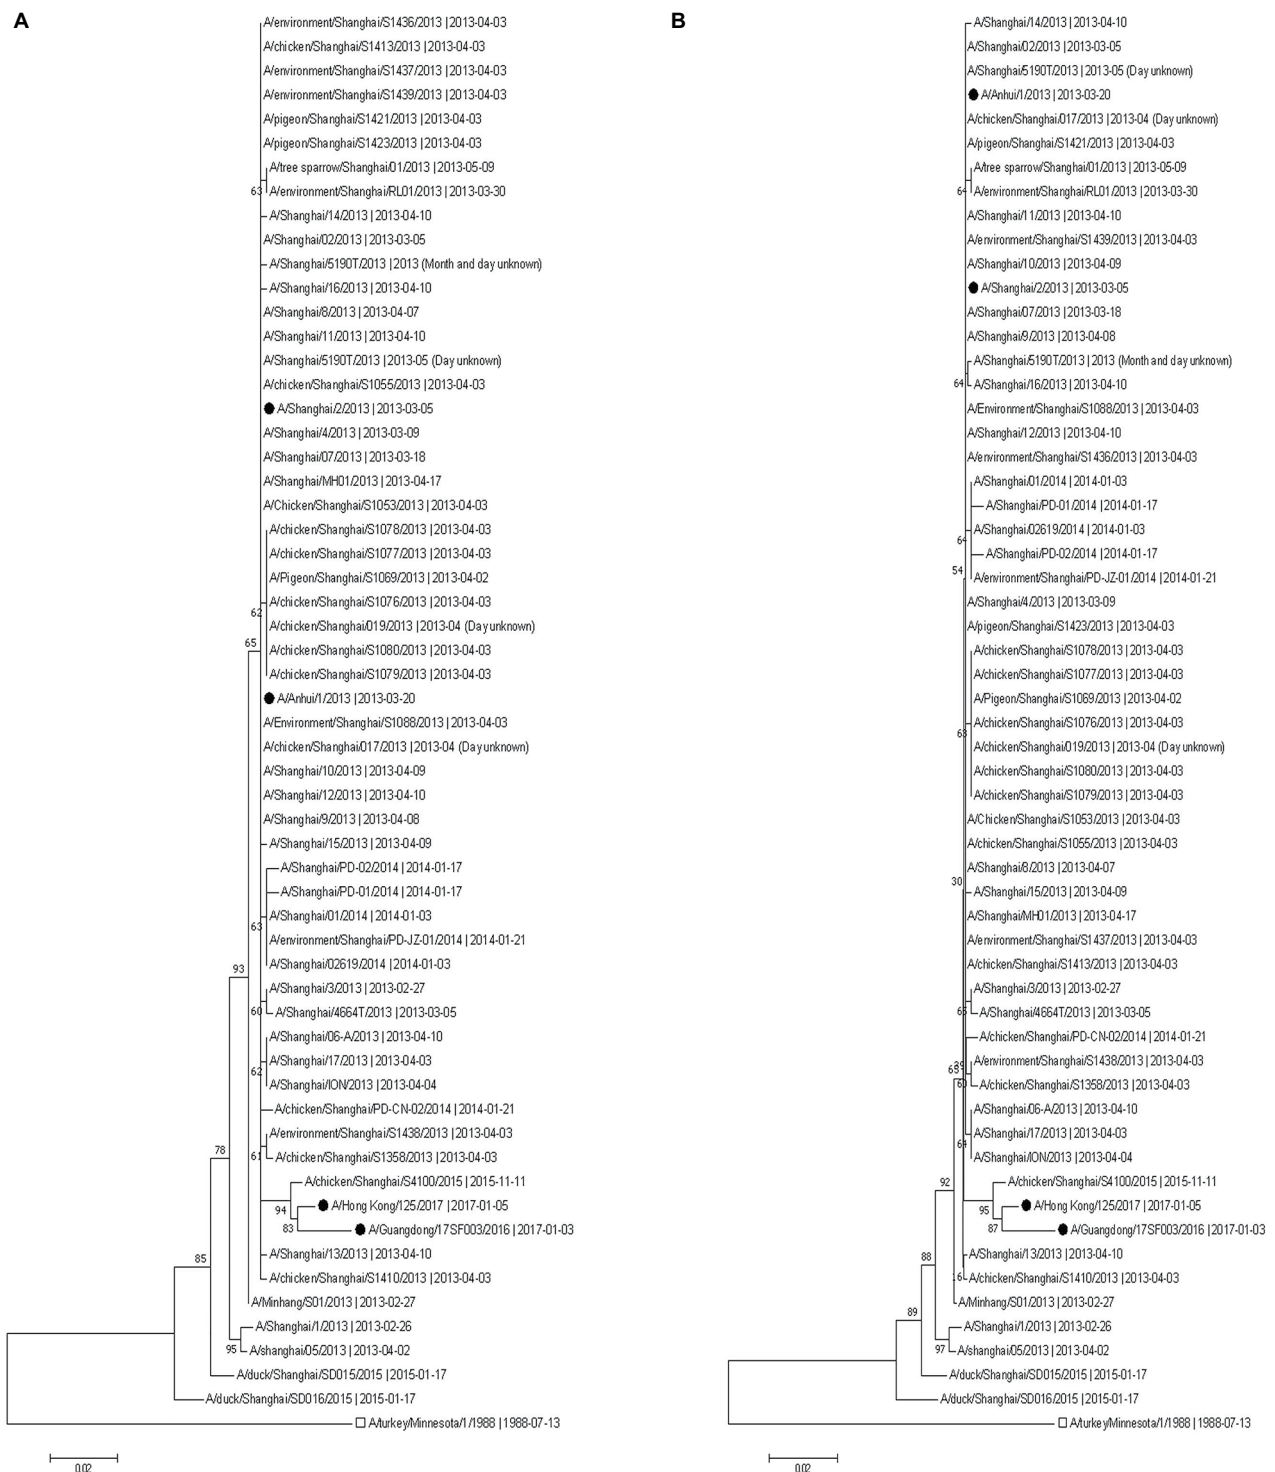 A
A/environment/Shanghai/S1436/2013 | 2013-04-03
A/chicken/Shanghai/S1413/2013 | 2013-04-03
A/environment/Shanghai/S1437/2013 | 2013-04-03
A/environment/Shanghai/S1439/2013 | 2013-04-03
A/pigeon/Shanghai/S1421/2013 | 2013-04-03
A/pigeon/Shanghai/S1423/2013 | 2013-04-03
A/tree sparrow/Shanghai/01/2013 | 2013-05-09
63
A/environment/Shanghai/RL01/2013 | 2013-03-30
A/Shanghai/14/2013 | 2013-04-10
A/Shanghai/02/2013 | 2013-03-05
A/Shanghai/5190T/2013 | 2013 (Month and day unknown)
A/Shanghai/16/2013 | 2013-04-10
A/Shanghai/8/2013 | 2013-04-07
A/Shanghai/11/2013 | 2013-04-10
A/Shanghai/5190T/2013 | 2013-05 (Day unknown)
A/chicken/Shanghai/S1055/2013 | 2013-04-03
A/Shanghai/2/2013 | 2013-03-05
A/Shanghai/4/2013 | 2013-03-09
A/Shanghai/07/2013 | 2013-03-18
A/Shanghai/MH01/2013 | 2013-04-17
A/Chicken/Shanghai/S1053/2013 | 2013-04-03
A/chicken/Shanghai/S1078/2013 | 2013-04-03
A/chicken/Shanghai/S1077/2013 | 2013-04-03
A/Pigeon/Shanghai/S1069/2013 | 2013-04-02
A/chicken/Shanghai/S1076/2013 | 2013-04-03
62
A/chicken/Shanghai/019/2013 | 2013-04 (Day unknown)
65
A/chicken/Shanghai/S1080/2013 | 2013-04-03
A/chicken/Shanghai/S1079/2013 | 2013-04-03
A/Anhui/1/2013 | 2013-03-20
A/Environment/Shanghai/S1088/2013 | 2013-04-03
A/chicken/Shanghai/017/2013 | 2013-04 (Day unknown)
A/Shanghai/10/2013 | 2013-04-09
A/Shanghai/12/2013 | 2013-04-10
A/Shanghai/9/2013 | 2013-04-08
A/Shanghai/15/2013 | 2013-04-09
A/Shanghai/PD-02/2014 | 2014-01-17
A/Shanghai/PD-01/2014 | 2014-01-17
A/Shanghai/01/2014 | 2014-01-03
63
A/environment/Shanghai/PD-JZ-01/2014 | 2014-01-21
A/Shanghai/02619/2014 | 2014-01-03
93
A/Shanghai/3/2013 | 2013-02-27
60
A/Shanghai/4664T/2013 | 2013-03-05
A/Shanghai/06-A/2013 | 2013-04-10
A/Shanghai/17/2013 | 2013-04-03
62
A/Shanghai/ION/2013 | 2013-04-04
A/chicken/Shanghai/PD-CN-02/2014 | 2014-01-21
A/environment/Shanghai/S1438/2013 | 2013-04-03
78
61
A/chicken/Shanghai/S1358/2013 | 2013-04-03
A/chicken/Shanghai/S4100/2015 | 2015-11-11
94
A/Hong Kong/125/2017 | 2017-01-05
83
A/Guangdong/17SF003/2016 | 2017-01-03
A/Shanghai/13/2013 | 2013-04-10
85
A/chicken/Shanghai/S1410/2013 | 2013-04-03
A/Minhang/S01/2013 | 2013-02-27
A/Shanghai/1/2013 | 2013-02-26
95
A/shanghai/05/2013 | 2013-04-02
A/duck/Shanghai/SD015/2015 | 2015-01-17
A/duck/Shanghai/SD016/2015 | 2015-01-17
A/turkey/Minnesota/1/1988 | 1988-07-13
0.02
B
A/Shanghai/14/2013 | 2013-04-10
A/Shanghai/02/2013 | 2013-03-05
A/Shanghai/5190T/2013 | 2013-05 (Day unknown)
A/Anhui/1/2013 | 2013-03-20
A/chicken/Shanghai/017/2013 | 2013-04 (Day unknown)
A/pigeon/Shanghai/S1421/2013 | 2013-04-03
A/tree sparrow/Shanghai/01/2013 | 2013-05-09
64
A/environment/Shanghai/RL01/2013 | 2013-03-30
A/Shanghai/11/2013 | 2013-04-10
A/environment/Shanghai/S1439/2013 | 2013-04-03
A/Shanghai/10/2013 | 2013-04-09
A/Shanghai/2/2013 | 2013-03-05
A/Shanghai/07/2013 | 2013-03-18
A/Shanghai/9/2013 | 2013-04-08
A/Shanghai/5190T/2013 | 2013 (Month and day unknown)
64
A/Shanghai/16/2013 | 2013-04-10
A/Environment/Shanghai/S1088/2013 | 2013-04-03
A/Shanghai/12/2013 | 2013-04-10
A/environment/Shanghai/S1436/2013 | 2013-04-03
A/Shanghai/01/2014 | 2014-01-03
A/Shanghai/PD-01/2014 | 2014-01-17
A/Shanghai/02619/2014 | 2014-01-03
64
A/Shanghai/PD-02/2014 | 2014-01-17
54
A/environment/Shanghai/PD-JZ-01/2014 | 2014-01-21
A/Shanghai/4/2013 | 2013-03-09
A/pigeon/Shanghai/S1423/2013 | 2013-04-03
A/chicken/Shanghai/S1078/2013 | 2013-04-03
A/chicken/Shanghai/S1077/2013 | 2013-04-03
A/Pigeon/Shanghai/S1069/2013 | 2013-04-02
A/chicken/Shanghai/S1076/2013 | 2013-04-03
63
A/chicken/Shanghai/019/2013 | 2013-04 (Day unknown)
A/chicken/Shanghai/S1080/2013 | 2013-04-03
A/chicken/Shanghai/S1079/2013 | 2013-04-03
A/Chicken/Shanghai/S1053/2013 | 2013-04-03
A/chicken/Shanghai/S1055/2013 | 2013-04-03
A/Shanghai/8/2013 | 2013-04-07
30
A/Shanghai/15/2013 | 2013-04-09
A/Shanghai/MH01/2013 | 2013-04-17
A/environment/Shanghai/S1437/2013 | 2013-04-03
A/chicken/Shanghai/S1413/2013 | 2013-04-03
A/Shanghai/3/2013 | 2013-02-27
A/Shanghai/4664T/2013 | 2013-03-05
A/chicken/Shanghai/PD-CN-02/2014 | 2014-01-21
A/environment/Shanghai/S1438/2013 | 2013-04-03
A/chicken/Shanghai/S1358/2013 | 2013-04-03
A/Shanghai/06-A/2013 | 2013-04-10
A/Shanghai/17/2013 | 2013-04-03
64
A/Shanghai/ION/2013 | 2013-04-04
92
A/chicken/Shanghai/S4100/2015 | 2015-11-11
95
A/Hong Kong/125/2017 | 2017-01-05
87
A/Guangdong/17SF003/2016 | 2017-01-03
88
A/Shanghai/13/2013 | 2013-04-10
16
A/chicken/Shanghai/S1410/2013 | 2013-04-03
A/Minhang/S01/2013 | 2013-02-27
89
A/Shanghai/1/2013 | 2013-02-26
97
A/shanghai/05/2013 | 2013-04-02
A/duck/Shanghai/SD015/2015 | 2015-01-17
A/duck/Shanghai/SD016/2015 | 2015-01-17
A/turkey/Minnesota/1/1988 | 1988-07-13
0.02